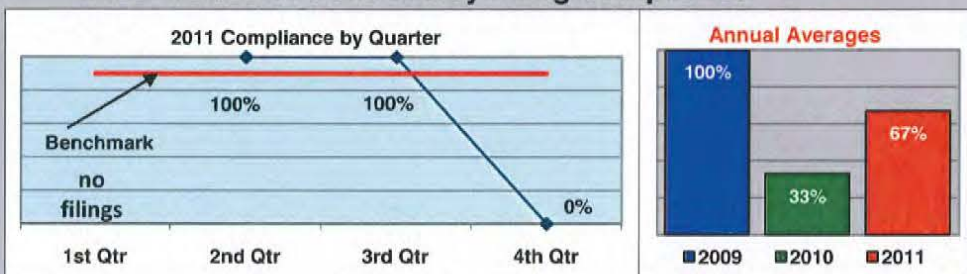 2011 Compliance by Quarter
100%
100%
Benchmark
no
filings
0%
1st Qtr
2nd Qtr
3rd Qtr
4th Qtr
Annual Averages
100%
33%
67%
2009
2010
2011